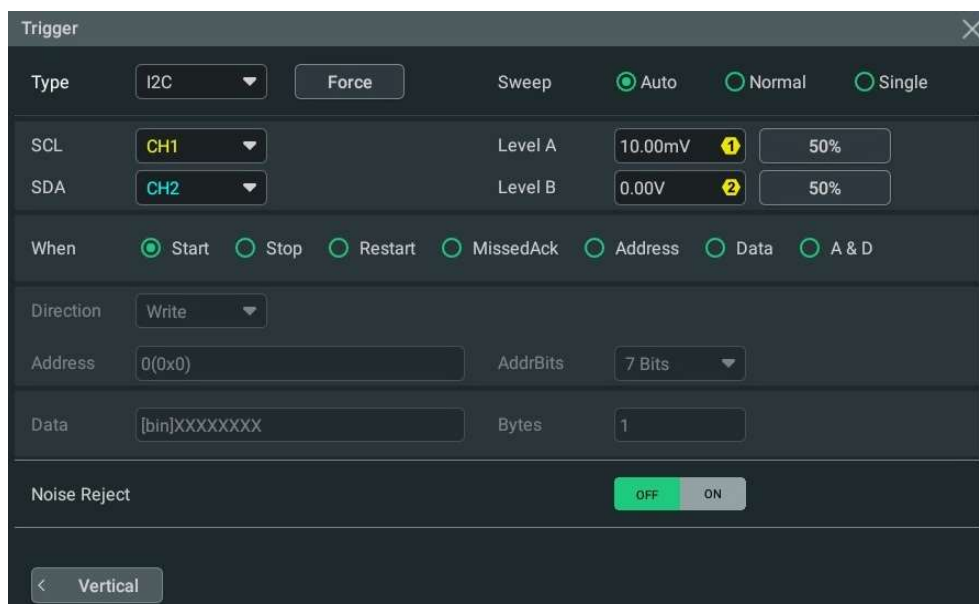 Trigger
Type I2C Force Sweep Auto Normal Single
SCL CH1 Level A 10.00mV 1 50%
SDA CH2 Level B 0.00V 2 50%
When Start Stop Restart MissedAck Address Data A & D
Direction Write
Address 0(0x0) AddrBits 7 Bits
Data [bin]XXXXXXXX Bytes 1
Noise Reject OFF ON
< Vertical